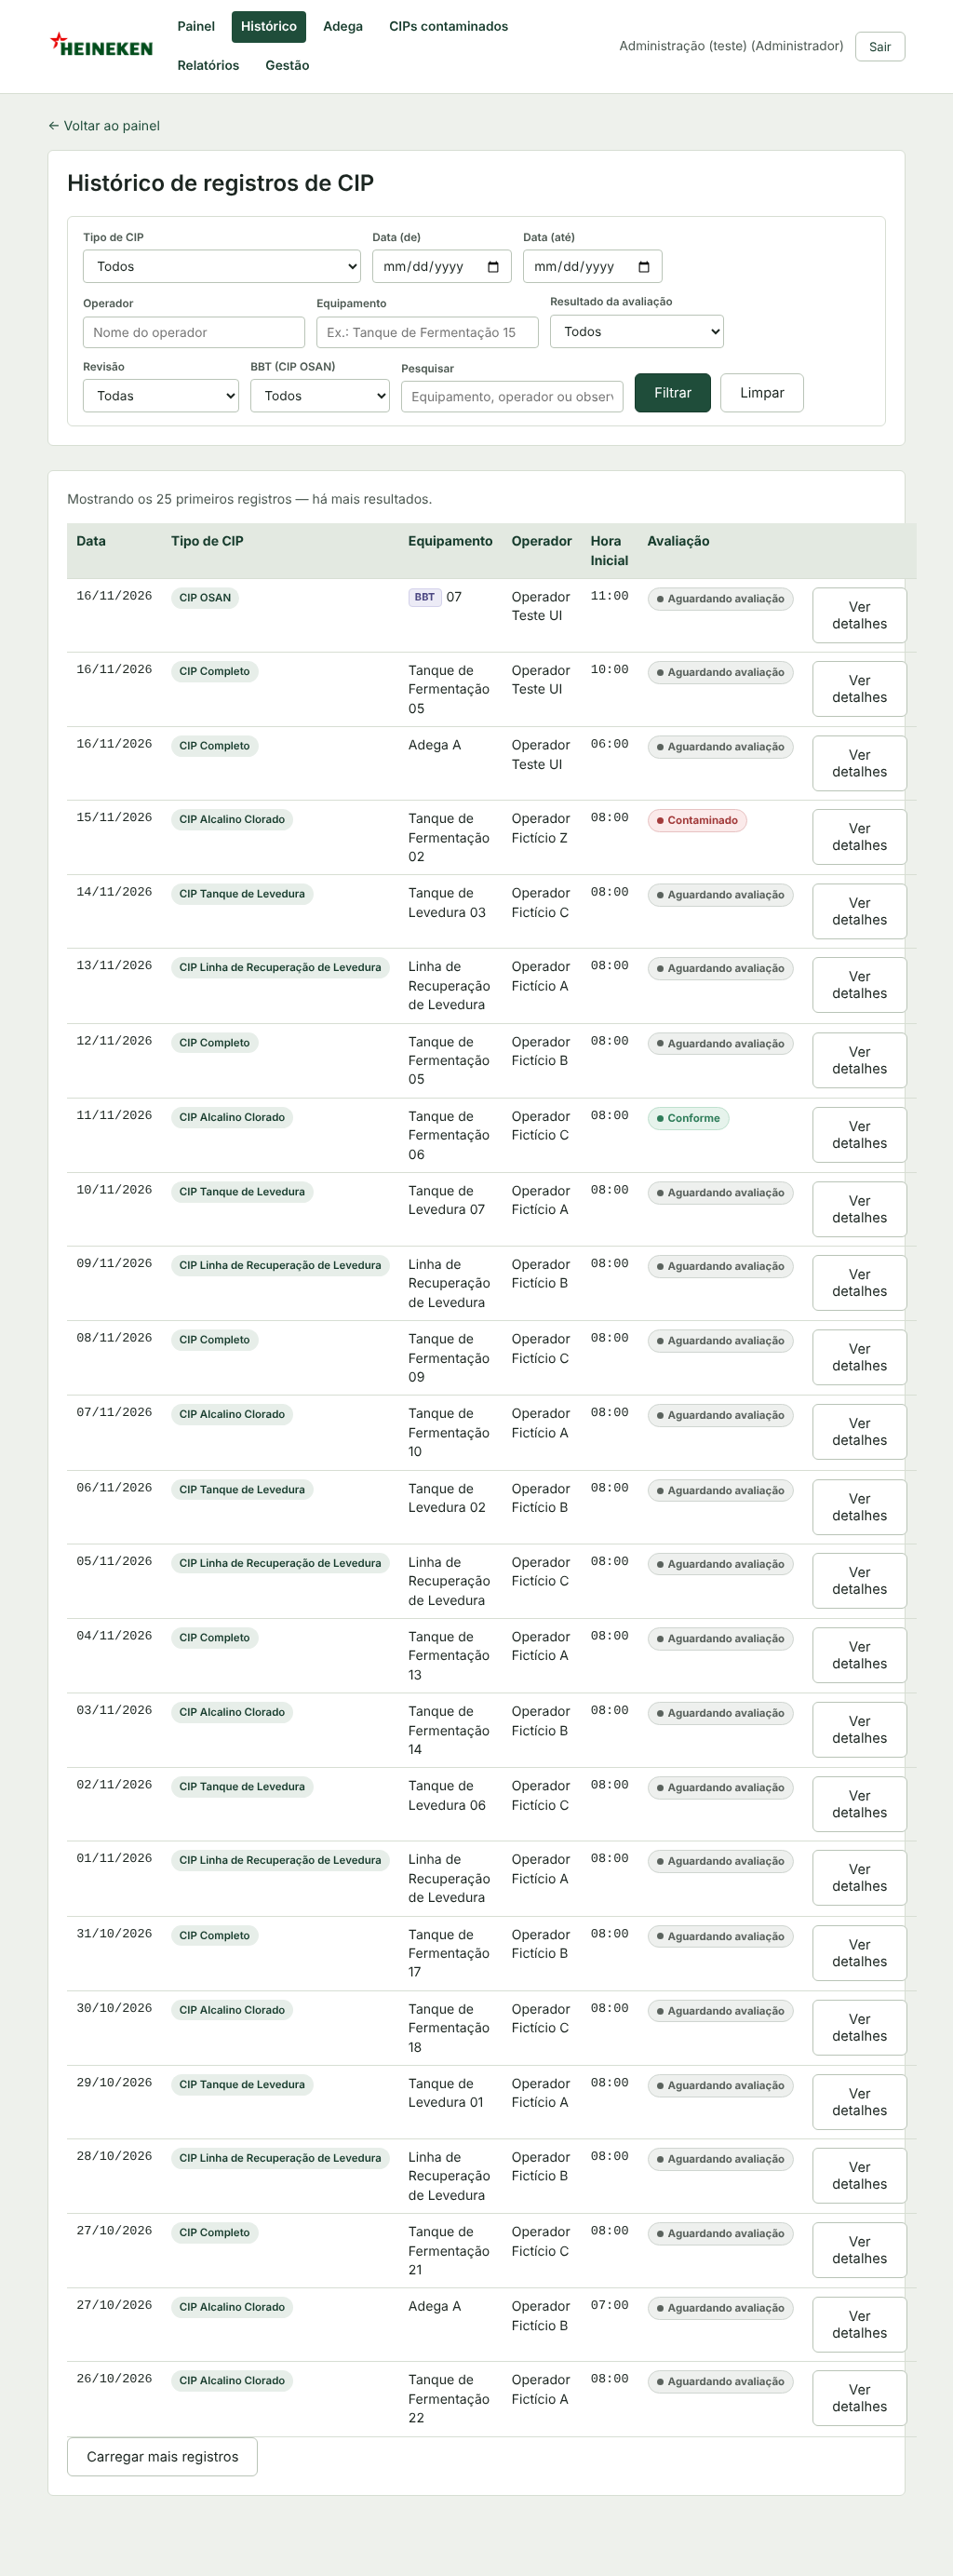 HEINEKEN
Painel
Histórico
Adega
CIPs contaminados
Relatórios
Gestão
Administração (teste) (Administrador)
Sair
← Voltar ao painel
Histórico de registros de CIP
Tipo de CIP
Data (de)
Data (até)
Todos
mm/dd/yyyy
mm/dd/yyyy
Operador
Equipamento
Resultado da avaliação
Nome do operador
Ex.: Tanque de Fermentação 15
Todos
Revisão
BBT (CIP OSAN)
Pesquisar
Todas
Todos
Equipamento, operador ou observ
Filtrar
Limpar
Mostrando os 25 primeiros registros — há mais resultados.
Data
Tipo de CIP
Equipamento
Operador
Hora
Inicial
Avaliação
16/11/2026
CIP OSAN
BBT 07
Operador
Teste UI
11:00
Aguardando avaliação
Ver
detalhes
16/11/2026
CIP Completo
Tanque de
Fermentação
05
Operador
Teste UI
10:00
Aguardando avaliação
Ver
detalhes
16/11/2026
CIP Completo
Adega A
Operador
Teste UI
06:00
Aguardando avaliação
Ver
detalhes
15/11/2026
CIP Alcalino Clorado
Tanque de
Fermentação
02
Operador
Fictício Z
08:00
Contaminado
Ver
detalhes
14/11/2026
CIP Tanque de Levedura
Tanque de
Levedura 03
Operador
Fictício C
08:00
Aguardando avaliação
Ver
detalhes
13/11/2026
CIP Linha de Recuperação de Levedura
Linha de
Recuperação
de Levedura
Operador
Fictício A
08:00
Aguardando avaliação
Ver
detalhes
12/11/2026
CIP Completo
Tanque de
Fermentação
05
Operador
Fictício B
08:00
Aguardando avaliação
Ver
detalhes
11/11/2026
CIP Alcalino Clorado
Tanque de
Fermentação
06
Operador
Fictício C
08:00
Conforme
Ver
detalhes
10/11/2026
CIP Tanque de Levedura
Tanque de
Levedura 07
Operador
Fictício A
08:00
Aguardando avaliação
Ver
detalhes
09/11/2026
CIP Linha de Recuperação de Levedura
Linha de
Recuperação
de Levedura
Operador
Fictício B
08:00
Aguardando avaliação
Ver
detalhes
08/11/2026
CIP Completo
Tanque de
Fermentação
09
Operador
Fictício C
08:00
Aguardando avaliação
Ver
detalhes
07/11/2026
CIP Alcalino Clorado
Tanque de
Fermentação
10
Operador
Fictício A
08:00
Aguardando avaliação
Ver
detalhes
06/11/2026
CIP Tanque de Levedura
Tanque de
Levedura 02
Operador
Fictício B
08:00
Aguardando avaliação
Ver
detalhes
05/11/2026
CIP Linha de Recuperação de Levedura
Linha de
Recuperação
de Levedura
Operador
Fictício C
08:00
Aguardando avaliação
Ver
detalhes
04/11/2026
CIP Completo
Tanque de
Fermentação
13
Operador
Fictício A
08:00
Aguardando avaliação
Ver
detalhes
03/11/2026
CIP Alcalino Clorado
Tanque de
Fermentação
14
Operador
Fictício B
08:00
Aguardando avaliação
Ver
detalhes
02/11/2026
CIP Tanque de Levedura
Tanque de
Levedura 06
Operador
Fictício C
08:00
Aguardando avaliação
Ver
detalhes
01/11/2026
CIP Linha de Recuperação de Levedura
Linha de
Recuperação
de Levedura
Operador
Fictício A
08:00
Aguardando avaliação
Ver
detalhes
31/10/2026
CIP Completo
Tanque de
Fermentação
17
Operador
Fictício B
08:00
Aguardando avaliação
Ver
detalhes
30/10/2026
CIP Alcalino Clorado
Tanque de
Fermentação
18
Operador
Fictício C
08:00
Aguardando avaliação
Ver
detalhes
29/10/2026
CIP Tanque de Levedura
Tanque de
Levedura 01
Operador
Fictício A
08:00
Aguardando avaliação
Ver
detalhes
28/10/2026
CIP Linha de Recuperação de Levedura
Linha de
Recuperação
de Levedura
Operador
Fictício B
08:00
Aguardando avaliação
Ver
detalhes
27/10/2026
CIP Completo
Tanque de
Fermentação
21
Operador
Fictício C
08:00
Aguardando avaliação
Ver
detalhes
27/10/2026
CIP Alcalino Clorado
Adega A
Operador
Fictício B
07:00
Aguardando avaliação
Ver
detalhes
26/10/2026
CIP Alcalino Clorado
Tanque de
Fermentação
22
Operador
Fictício A
08:00
Aguardando avaliação
Ver
detalhes
Carregar mais registros